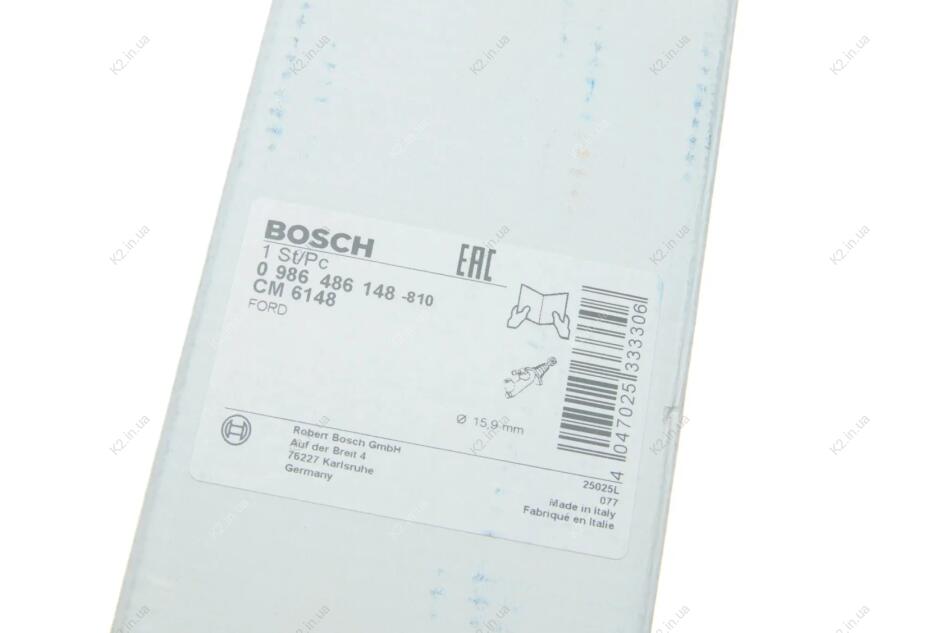 BOSCH
EAC
1 St/Pc
0 986 486 148 -810
CM 6148
FORD
Ø 15,9 mm
4 047025 333306
Robert Bosch GmbH
Auf der Breit 4
76227 Karlsruhe
Germany
25025L
077
Made in Italy
Fabriqué en Italie
K2.in.ua